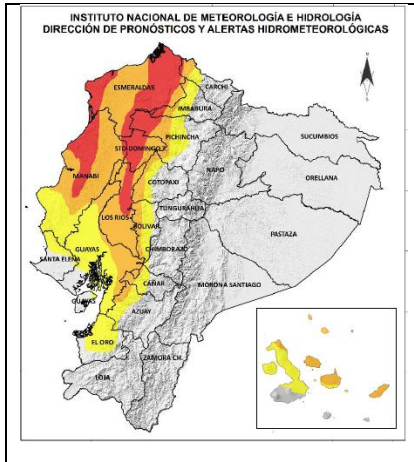 INSTITUTO NACIONAL DE METEOROLOGÍA E HIDROLOGÍA
DIRECCIÓN DE PRONÓSTICOS Y ALERTAS HIDROMETEOROLÓGICAS
N
ESMERALDAS
CARCHI
IMBABURA
PICHINCHA
SUCUMBIOS
STO DOMINGO
NAPO
ORELLANA
MANABI
COTOPAXI
TUNGURAHUA
LOS RIOS
BOLIVAR
PASTAZA
GUAYAS
CHIMBORAZO
SANTA ELENA
MORONA SANTIAGO
CAÑAR
GUAYAS
AZUAY
EL ORO
ZAMORA CH.
LOJA